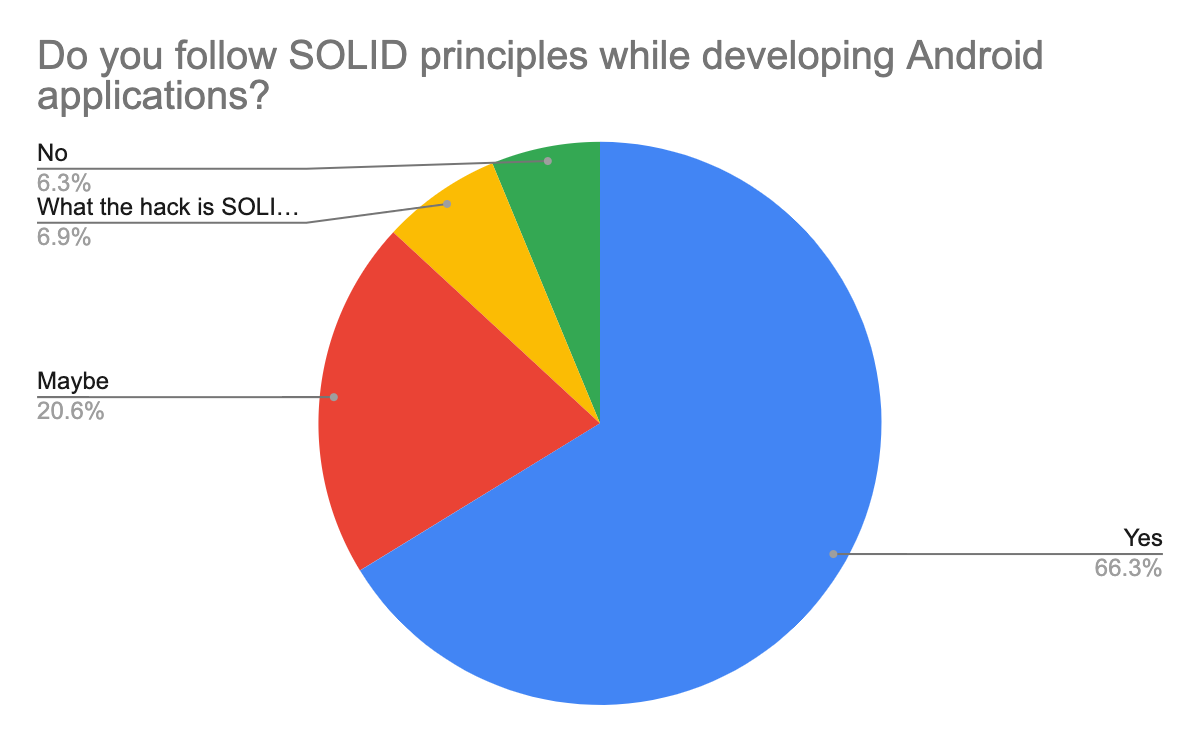 Do you follow SOLID principles while developing Android
applications?
No
6.3%
What the hack is SOLI…
6.9%
Maybe
20.6%
Yes
66.3%